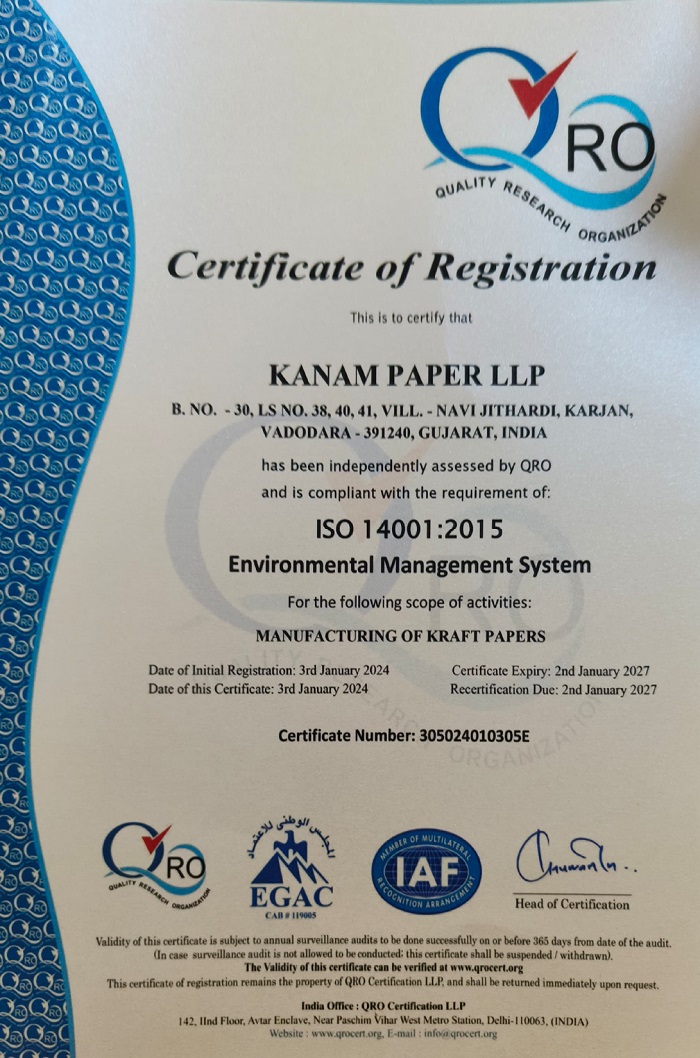 QRO
QUALITY RESEARCH ORGANIZATION
Certificate of Registration
This is to certify that
KANAM PAPER LLP
B. NO. - 30, LS NO. 38, 40, 41, VILL. - NAVI JITHARDI, KARJAN,
VADODARA - 391240, GUJARAT, INDIA
has been independently assessed by QRO
and is compliant with the requirement of:
ISO 14001:2015
Environmental Management System
For the following scope of activities:
MANUFACTURING OF KRAFT PAPERS
Date of Initial Registration: 3rd January 2024 Certificate Expiry: 2nd January 2027
Date of this Certificate: 3rd January 2024 Recertification Due: 2nd January 2027
Certificate Number: 305024010305E
QRO
QUALITY RESEARCH ORGANIZATION
المجلس الوطني للاعتماد
EGAC
CAB # 119005
MEMBER OF MULTILATERAL
IAF
RECOGNITION ARRANGEMENT
Head of Certification
Validity of this certificate is subject to annual surveillance audits to be done successfully on or before 365 days from date of the audit.
(In case surveillance audit is not allowed to be conducted; this certificate shall be suspended / withdrawn).
The Validity of this certificate can be verified at www.qrocert.org
This certificate of registration remains the property of QRO Certification LLP, and shall be returned immediately upon request.
India Office : QRO Certification LLP
142, IInd Floor, Avtar Enclave, Near Paschim Vihar West Metro Station, Delhi-110063, (INDIA)
Website : www.qrocert.org, E-mail : info@qrocert.org